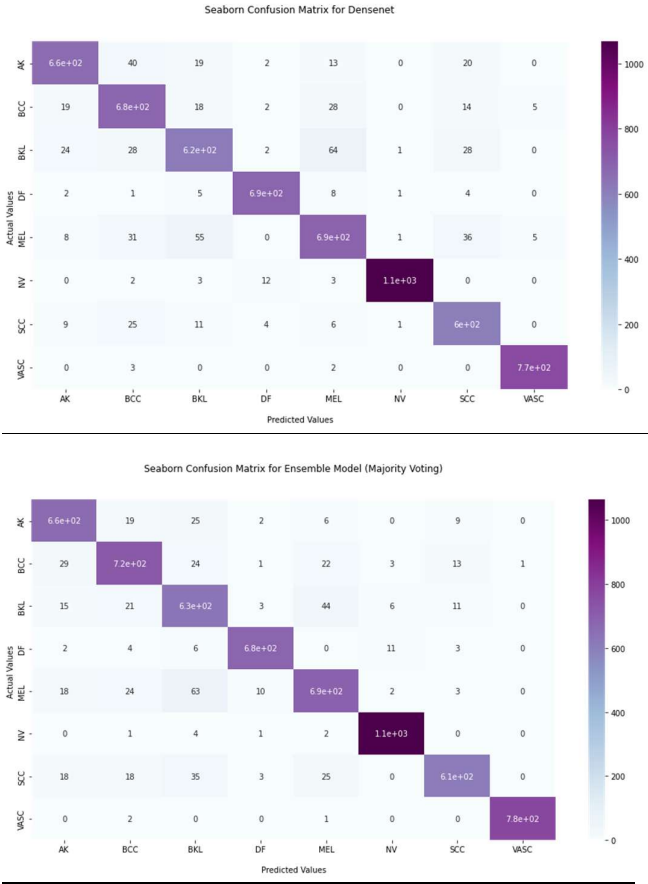 Seaborn Confusion Matrix for Densenet
AK 6.6e+02 40 19 2 13 0 20 0
BCC 19 6.8e+02 18 2 28 0 14 5
BKL 24 28 6.2e+02 2 64 1 28 0
DF 2 1 5 6.9e+02 8 1 4 0
MEL 8 31 55 0 6.9e+02 1 36 5
NV 0 2 3 12 3 1.1e+03 0 0
SCC 9 25 11 4 6 1 6e+02 0
VASC 0 3 0 0 2 0 0 7.7e+02
AK BCC BKL DF MEL NV SCC VASC
Predicted Values
Actual Values
1000
800
600
400
200
0
Seaborn Confusion Matrix for Ensemble Model (Majority Voting)
AK 6.6e+02 19 25 2 6 0 9 0
BCC 29 7.2e+02 24 1 22 3 13 1
BKL 15 21 6.3e+02 3 44 6 11 0
DF 2 4 6 6.8e+02 0 11 3 0
MEL 18 24 63 10 6.9e+02 2 3 0
NV 0 1 4 1 2 1.1e+03 0 0
SCC 18 18 35 3 25 0 6.1e+02 0
VASC 0 2 0 0 1 0 0 7.8e+02
AK BCC BKL DF MEL NV SCC VASC
Predicted Values
Actual Values
1000
800
600
400
200
0